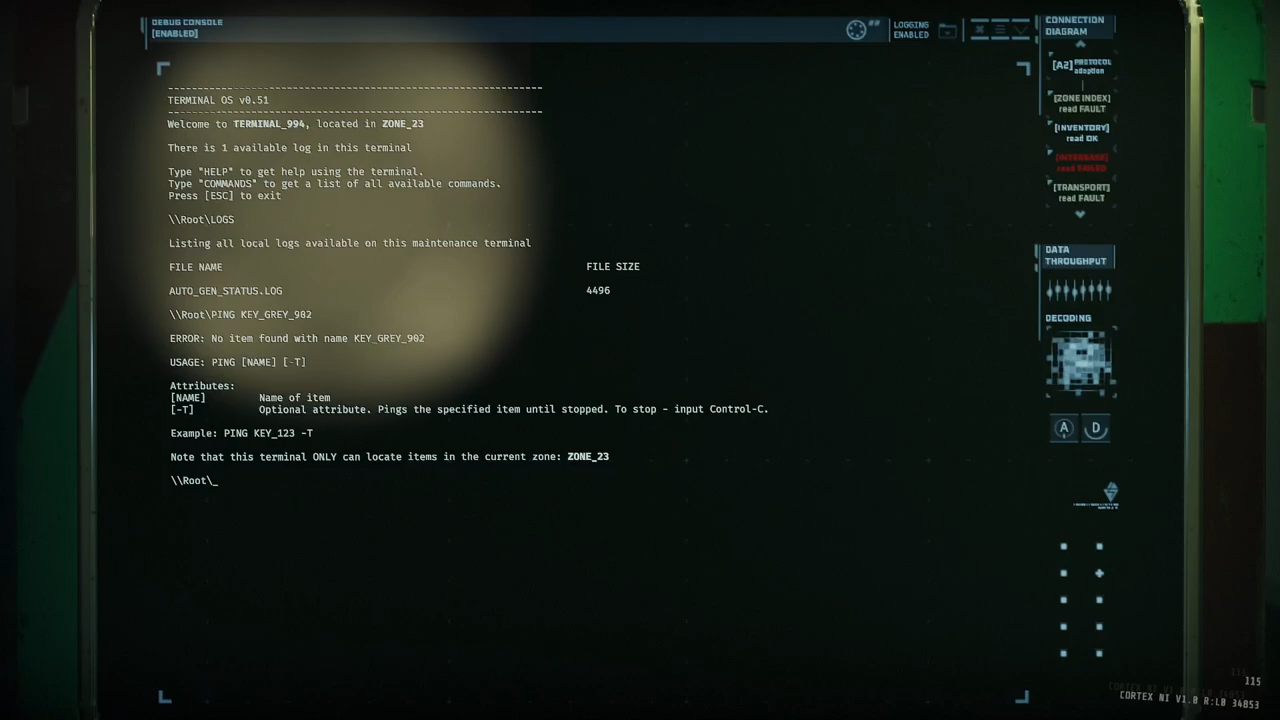 DEBUG CONSOLE
[ENABLED]
LOGGING
ENABLED
CONNECTION
DIAGRAM
[A2] PROTOCOL
adaption
[ZONE INDEX]
read FAULT
[INVENTORY]
read OK
[INTERBASE]
read FAILED
[TRANSPORT]
read FAULT
DATA
THROUGHPUT
DECODING
A D
--------------------------------------------------------------
TERMINAL OS v0.51
--------------------------------------------------------------
Welcome to TERMINAL_994, located in ZONE_23
There is 1 available log in this terminal
Type "HELP" to get help using the terminal.
Type "COMMANDS" to get a list of all available commands.
Press [ESC] to exit
\\Root\LOGS
Listing all local logs available on this maintenance terminal
FILE NAME FILE SIZE
AUTO_GEN_STATUS.LOG 4496
\\Root\PING KEY_GREY_902
ERROR: No item found with name KEY_GREY_902
USAGE: PING [NAME] [-T]
Attributes:
[NAME] Name of item
[-T] Optional attribute. Pings the specified item until stopped. To stop - input Control-C.
Example: PING KEY_123 -T
Note that this terminal ONLY can locate items in the current zone: ZONE_23
\\Root\_
115
CORTEX NI V1.0 R:L0 34853